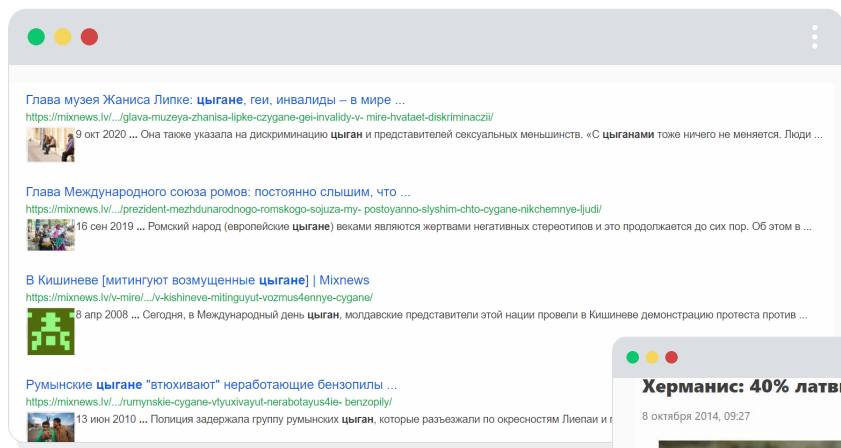 Глава музея Жаниса Липке: цыгане, геи, инвалиды – в мире ...
https://mixnews.lv/.../glava-muzeya-zhanisa-lipke-czygane-gei-invalidy-v- mire-hvataet-diskriminaczii/
9 окт 2020 ... Она также указала на дискриминацию цыган и представителей сексуальных меньшинств. «С цыганами тоже ничего не меняется. Люди ...
Глава Международного союза ромов: постоянно слышим, что ...
https://mixnews.lv/.../prezident-mezhdunarodnogo-romskogo-sojuza-my- postoyanno-slyshim-chto-cygane-nikchemnye-ljudi/
16 сен 2019 ... Ромский народ (европейские цыгане) веками являются жертвами негативных стереотипов и это продолжается до сих пор. Об этом в ...
В Кишиневе [митингуют возмущенные цыгане] | Mixnews
https://mixnews.lv/v-mire/.../v-kishineve-mitinguyut-vozmus4ennye-cygane/
8 апр 2008 ... Сегодня, в Международный день цыган, молдавские представители этой нации провели в Кишиневе демонстрацию протеста против ...
Румынские цыгане "втюхивают" неработающие бензопилы ...
https://mixnews.lv/.../rumynskie-cygane-vtyuxivayut-nerabotayus4ie- benzopily/
13 июн 2010 ... Полиция задержала группу румынских цыган, которые разъезжали по окрестностям Лиепаи и
Херманис: 40% латв
8 октября 2014, 09:27